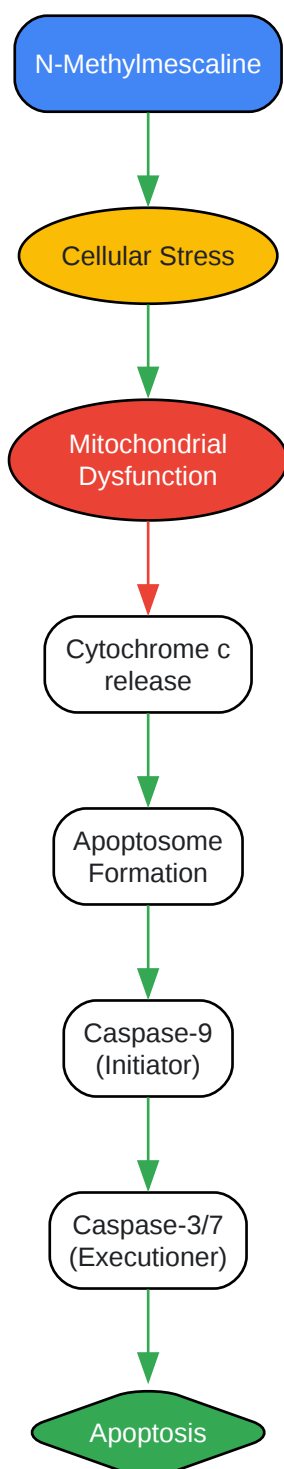 N-Methylmescaline
Cellular Stress
Mitochondrial
Dysfunction
Cytochrome c
release
Apoptosome
Formation
Caspase-9
(Initiator)
Caspase-3/7
(Executioner)
Apoptosis